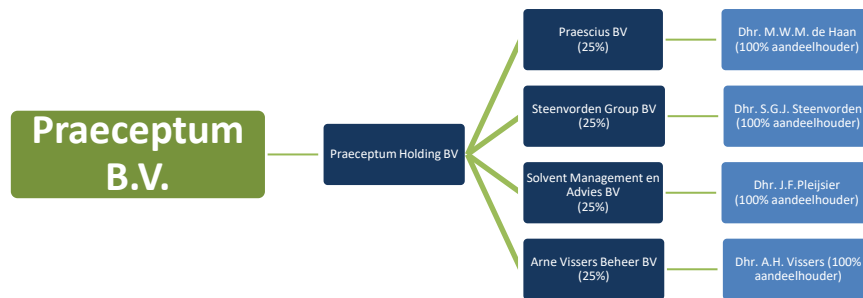 Praeceptum
B.V.
Praeceptum Holding BV
Praescius BV
(25%)
Dhr. M.W.M. de Haan
(100% aandeelhouder)
Steenvorden Group BV
(25%)
Dhr. S.G.J. Steenvorden
(100% aandeelhouder)
Solvent Management en
Advies BV
(25%)
Dhr. J.F.Pleijsier
(100% aandeelhouder)
Arne Vissers Beheer BV
(25%)
Dhr. A.H. Vissers (100%
aandeelhouder)